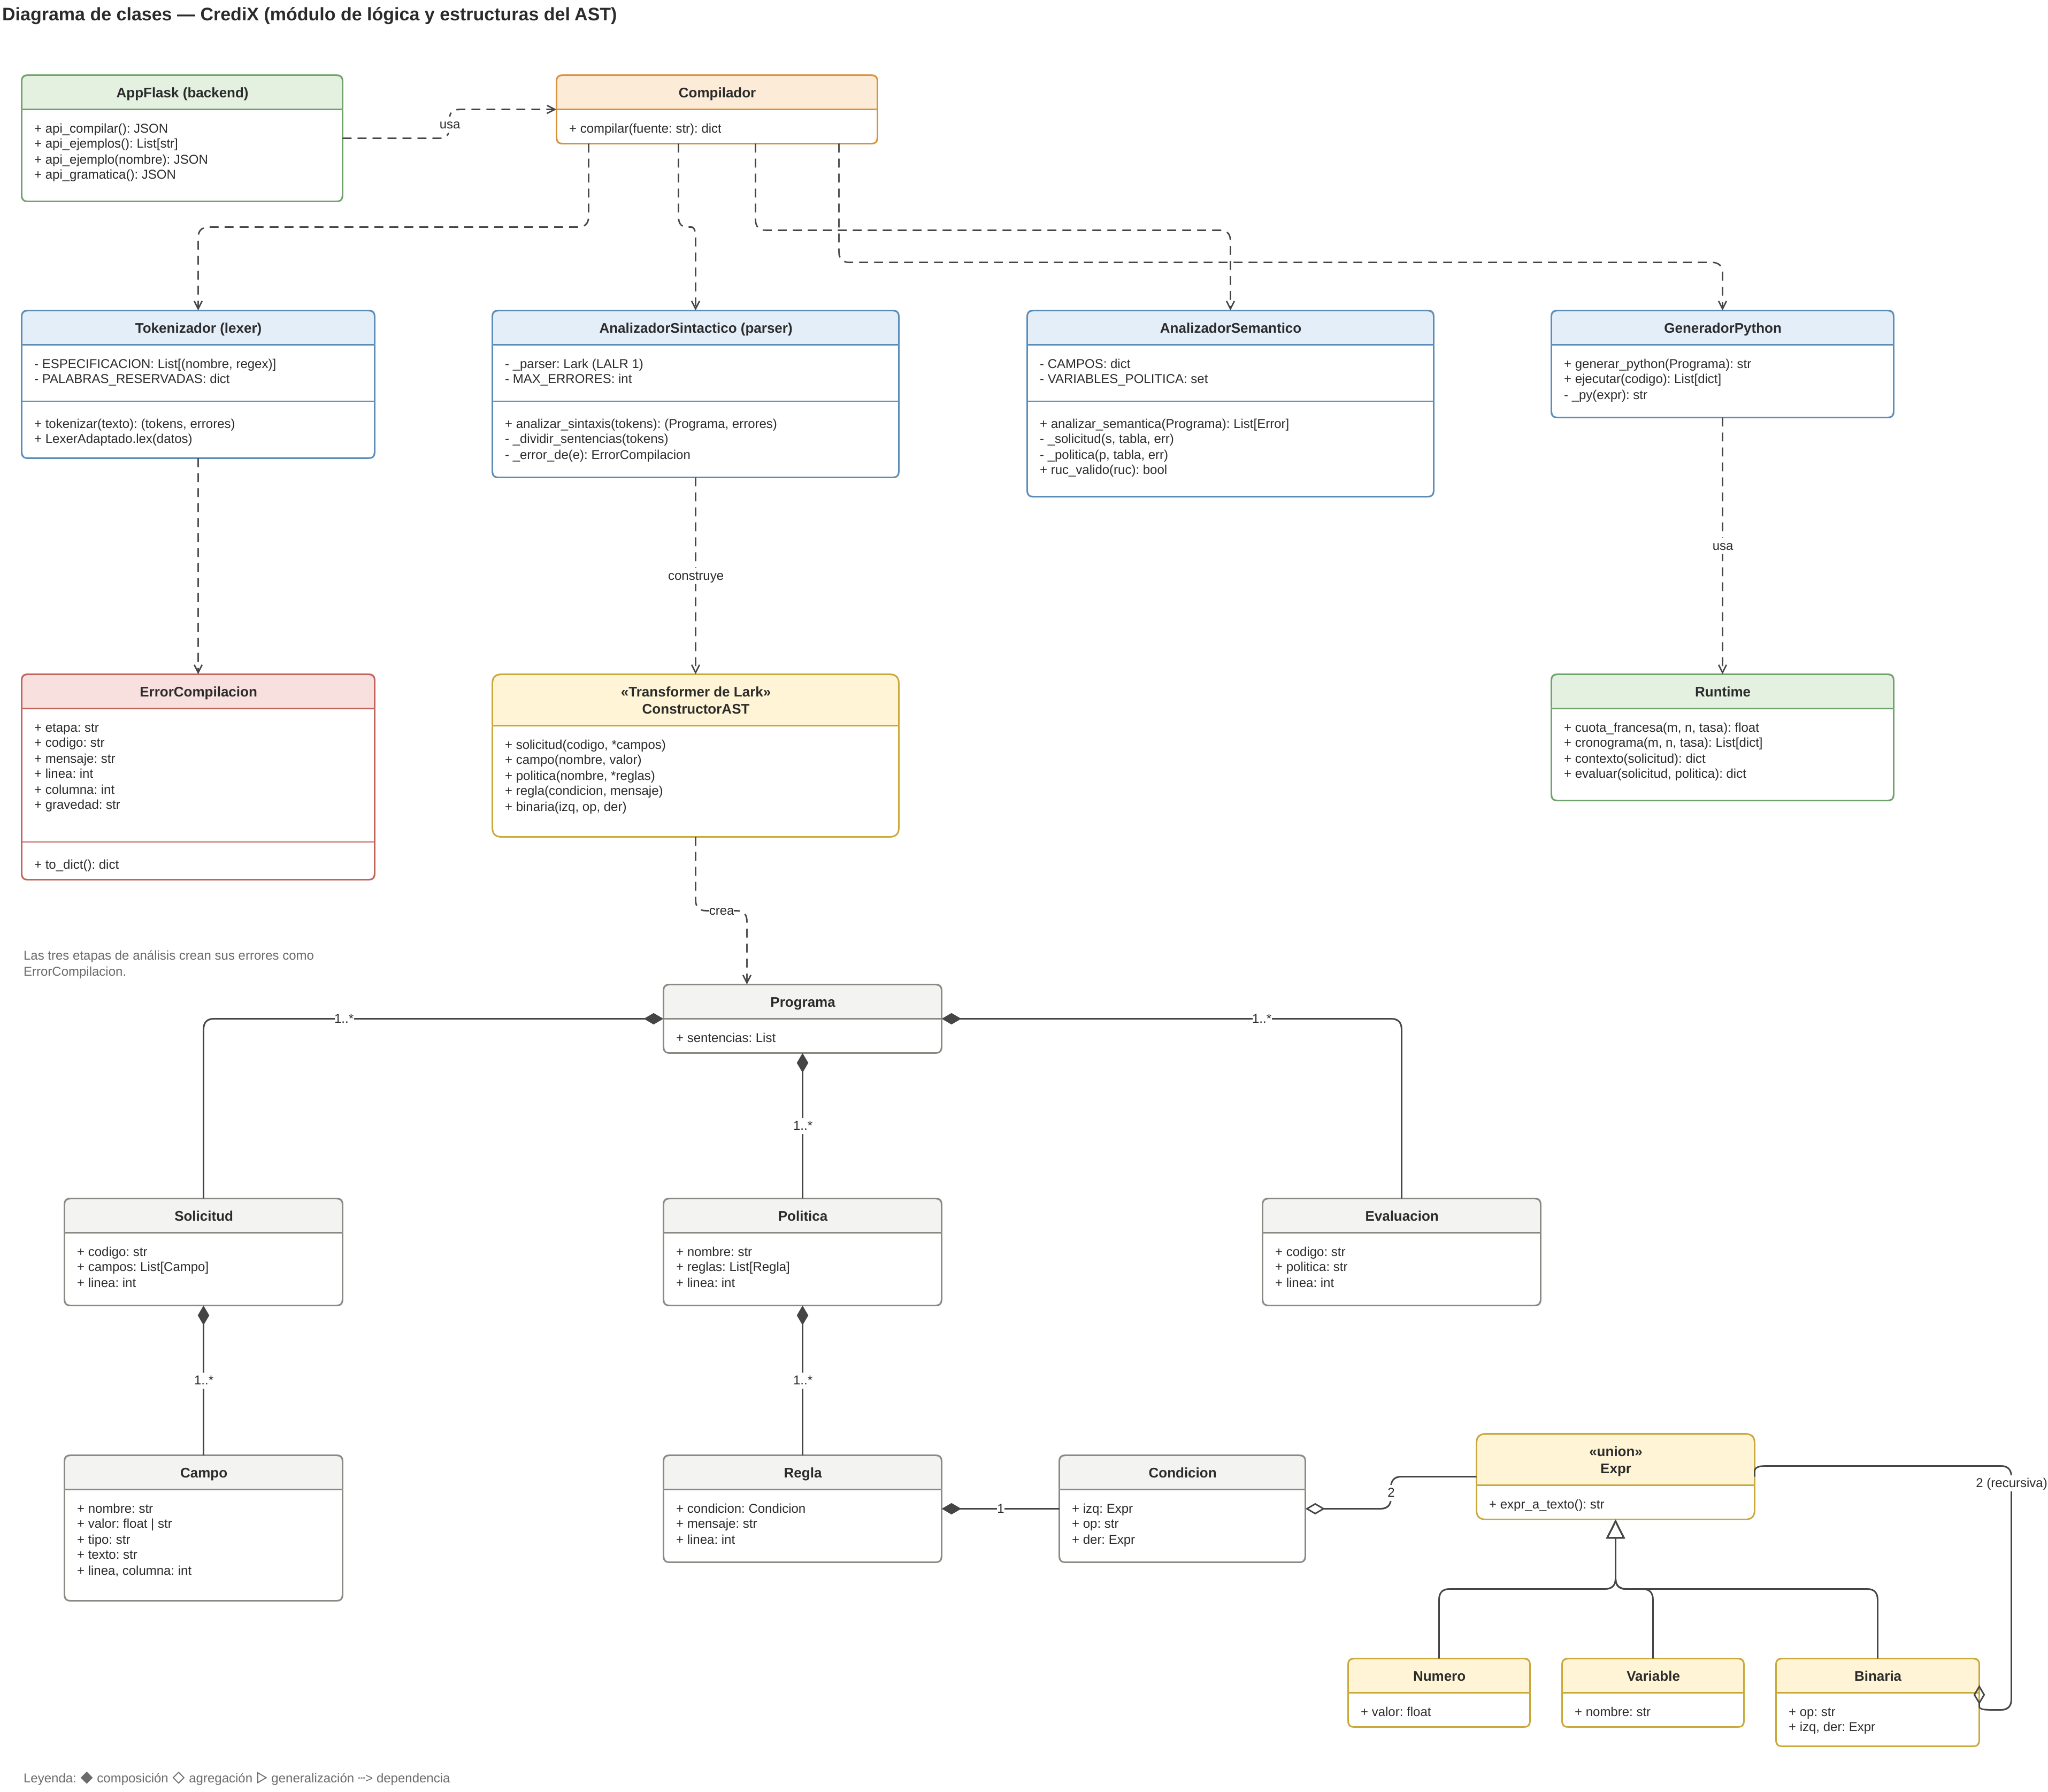 Diagrama de clases — CrediX (módulo de lógica y estructuras del AST)
AppFlask (backend)
+ api_compilar(): JSON
+ api_ejemplos(): List[str]
+ api_ejemplo(nombre): JSON
+ api_gramatica(): JSON
usa
Compilador
+ compilar(fuente: str): dict
Tokenizador (lexer)
- ESPECIFICACION: List[(nombre, regex)]
- PALABRAS_RESERVADAS: dict
+ tokenizar(texto): (tokens, errores)
+ LexerAdaptado.lex(datos)
AnalizadorSintactico (parser)
- _parser: Lark (LALR 1)
- MAX_ERRORES: int
+ analizar_sintaxis(tokens): (Programa, errores)
- _dividir_sentencias(tokens)
- _error_de(e): ErrorCompilacion
AnalizadorSemantico
- CAMPOS: dict
- VARIABLES_POLITICA: set
+ analizar_semantica(Programa): List[Error]
- _solicitud(s, tabla, err)
- _politica(p, tabla, err)
+ ruc_valido(ruc): bool
GeneradorPython
+ generar_python(Programa): str
+ ejecutar(codigo): List[dict]
- _py(expr): str
usa
construye
ErrorCompilacion
+ etapa: str
+ codigo: str
+ mensaje: str
+ linea: int
+ columna: int
+ gravedad: str
+ to_dict(): dict
«Transformer de Lark»
ConstructorAST
+ solicitud(codigo, *campos)
+ campo(nombre, valor)
+ politica(nombre, *reglas)
+ regla(condicion, mensaje)
+ binaria(izq, op, der)
Runtime
+ cuota_francesa(m, n, tasa): float
+ cronograma(m, n, tasa): List[dict]
+ contexto(solicitud): dict
+ evaluar(solicitud, politica): dict
crea
Las tres etapas de análisis crean sus errores como
ErrorCompilacion.
Programa
+ sentencias: List
1..*
1..*
1..*
Solicitud
+ codigo: str
+ campos: List[Campo]
+ linea: int
Politica
+ nombre: str
+ reglas: List[Regla]
+ linea: int
Evaluacion
+ codigo: str
+ politica: str
+ linea: int
1..*
1..*
Campo
+ nombre: str
+ valor: float | str
+ tipo: str
+ texto: str
+ linea, columna: int
Regla
+ condicion: Condicion
+ mensaje: str
+ linea: int
1
Condicion
+ izq: Expr
+ op: str
+ der: Expr
2
«union»
Expr
+ expr_a_texto(): str
2 (recursiva)
Numero
+ valor: float
Variable
+ nombre: str
Binaria
+ op: str
+ izq, der: Expr
Leyenda: ◆ composición ◇ agregación ▷ generalización --> dependencia